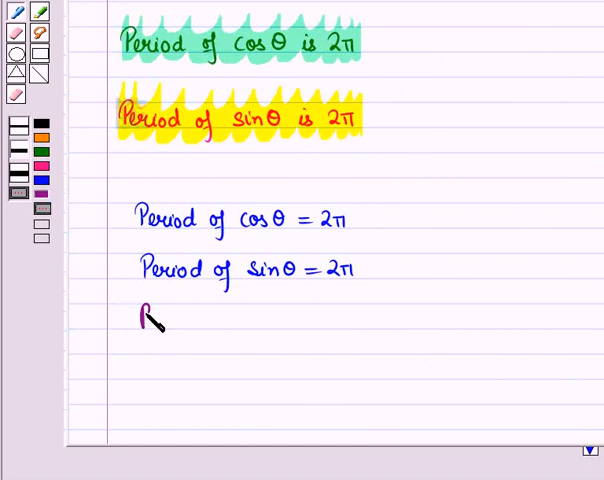 Period of cosθ is 2π
Period of sinθ is 2π
Period of cosθ = 2π
Period of sinθ = 2π